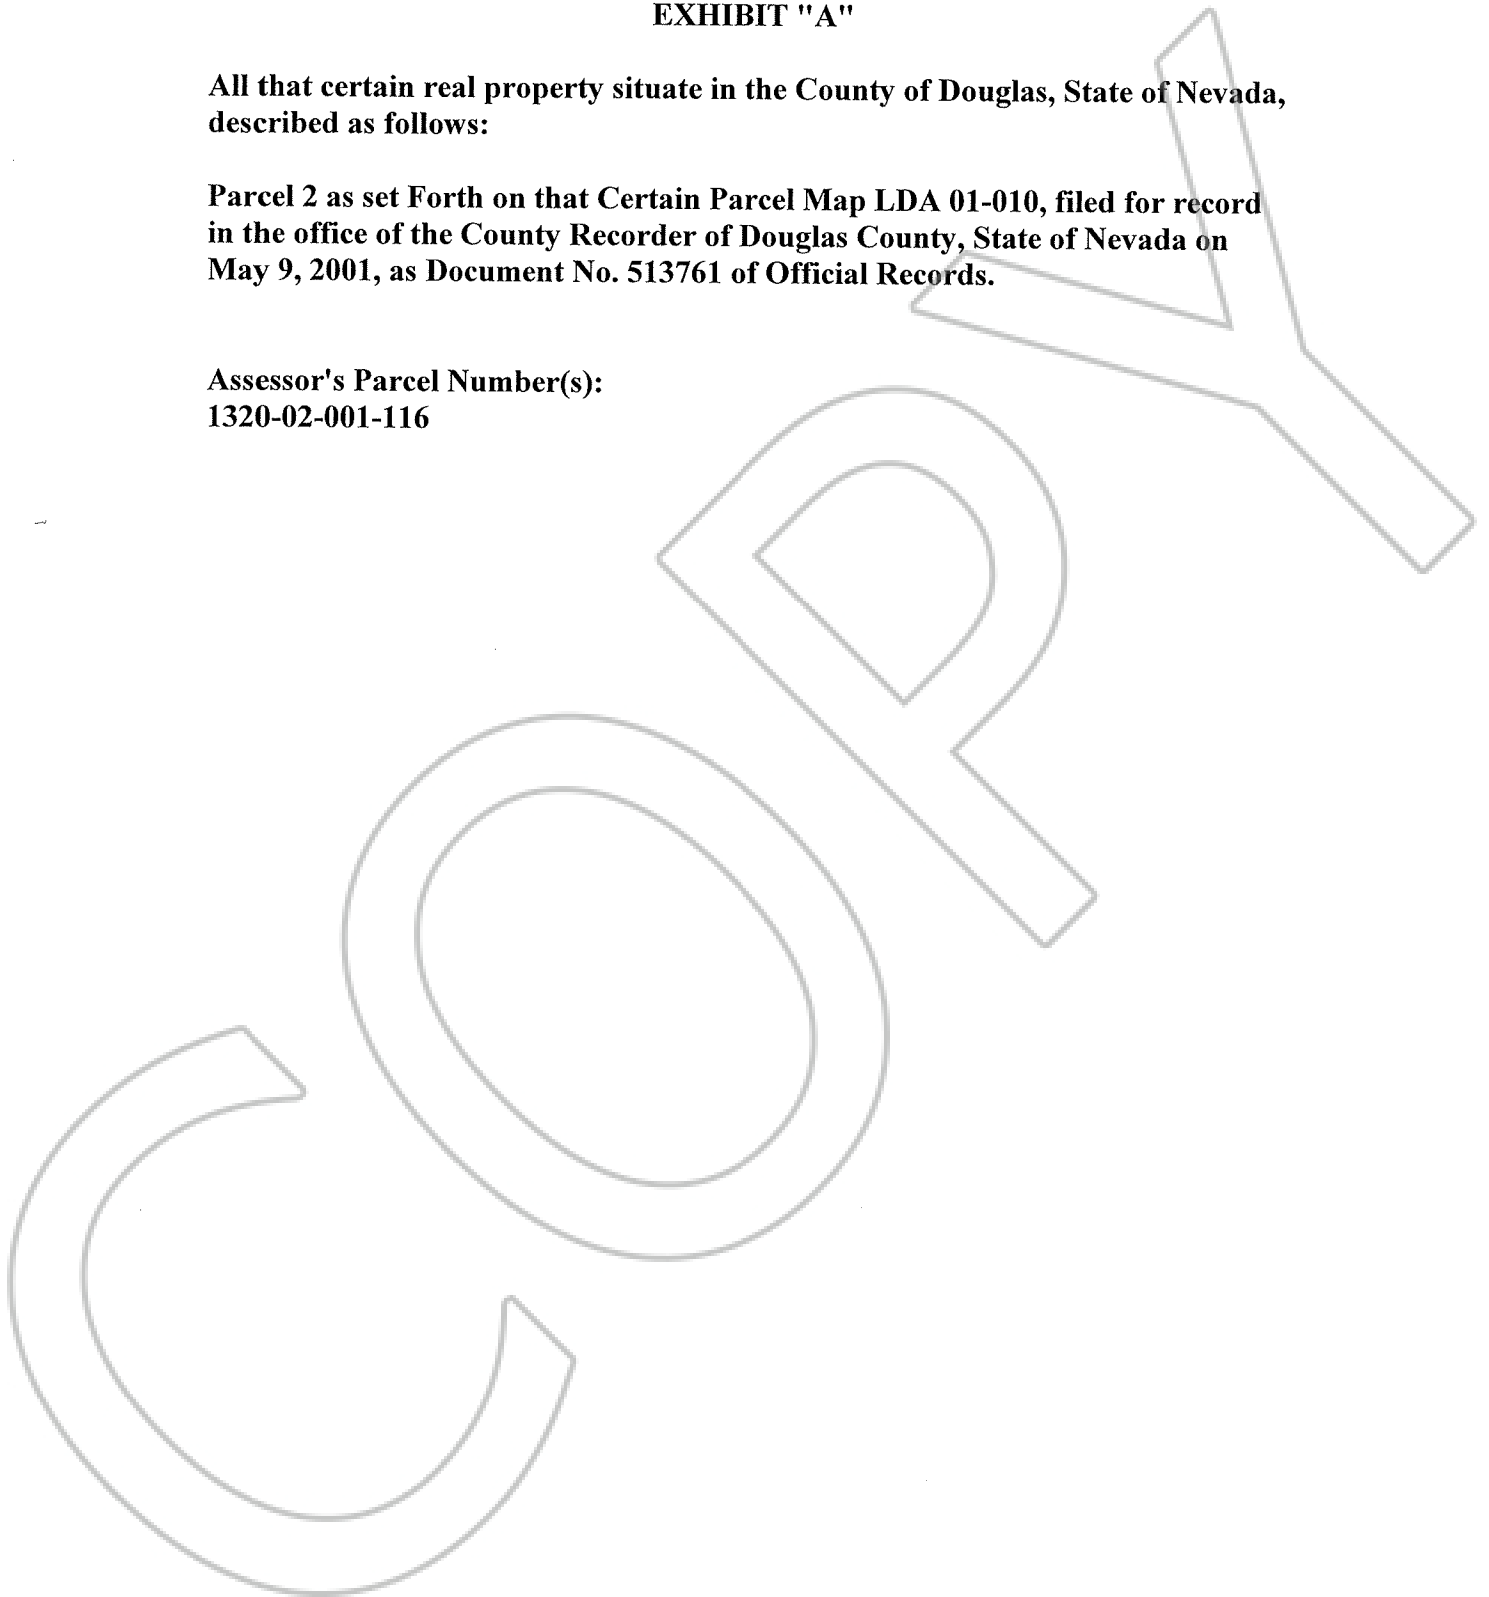 EXHIBIT "A"
All that certain real property situate in the County of Douglas, State of Nevada,
described as follows:
Parcel 2 as set Forth on that Certain Parcel Map LDA 01-010, filed for record
in the office of the County Recorder of Douglas County, State of Nevada on
May 9, 2001, as Document No. 513761 of Official Records.
Assessor's Parcel Number(s):
1320-02-001-116
COPY